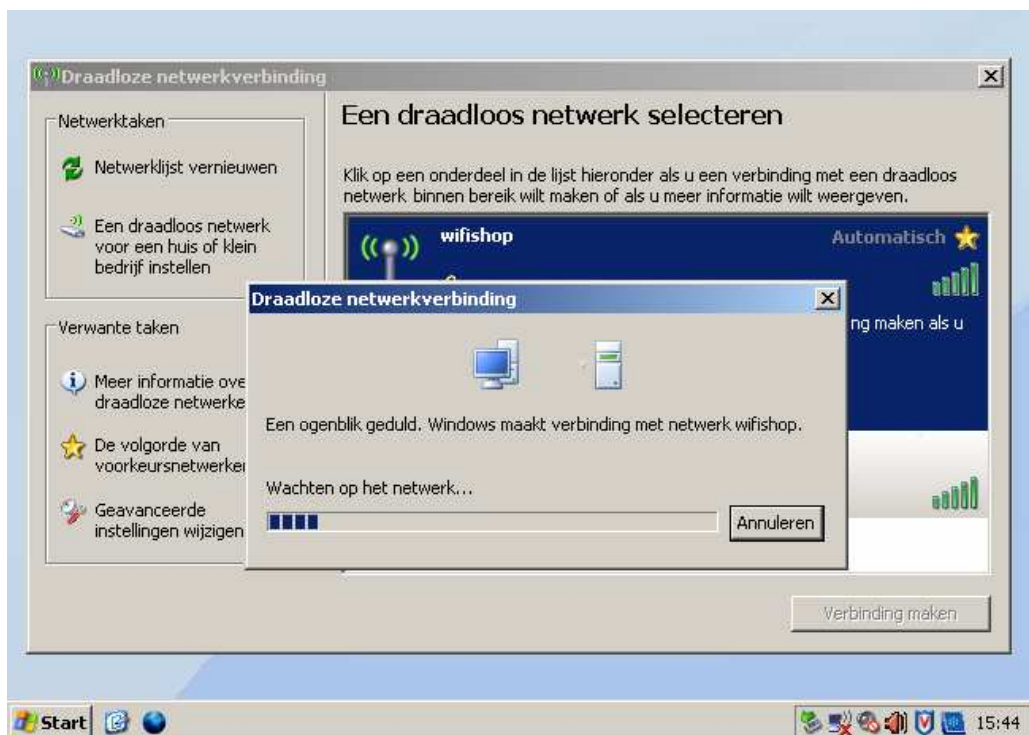 Draadloze netwerkverbinding
Netwerktaken
Netwerklijst vernieuwen
Een draadloos netwerk
voor een huis of klein
bedrijf instellen
Verwante taken
Meer informatie ove
draadloze netwerke
De volgorde van
voorkeursnetwerke
Geavanceerde
instellingen wijzigen
Een draadloos netwerk selecteren
Klik op een onderdeel in de lijst hieronder als u een verbinding met een draadloos
netwerk binnen bereik wilt maken of als u meer informatie wilt weergeven.
wifishop
Automatisch
ng maken als u
Draadloze netwerkverbinding
Een ogenblik geduld. Windows maakt verbinding met netwerk wifishop.
Wachten op het netwerk...
Annuleren
Verbinding maken
Start
15:44